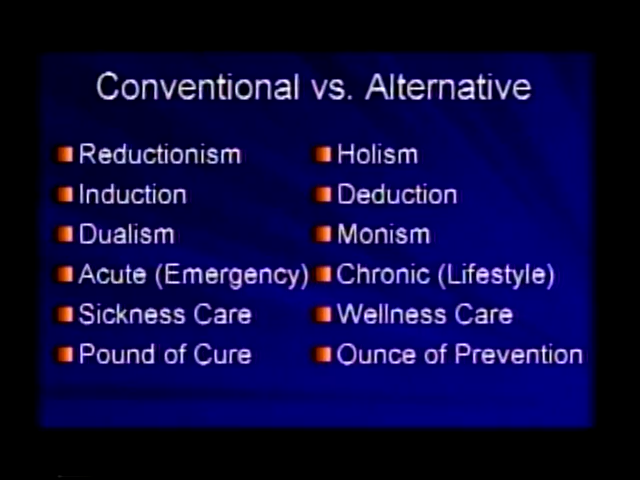 Conventional vs. Alternative
Reductionism
Induction
Dualism
Acute (Emergency)
Sickness Care
Pound of Cure
Holism
Deduction
Monism
Chronic (Lifestyle)
Wellness Care
Ounce of Prevention